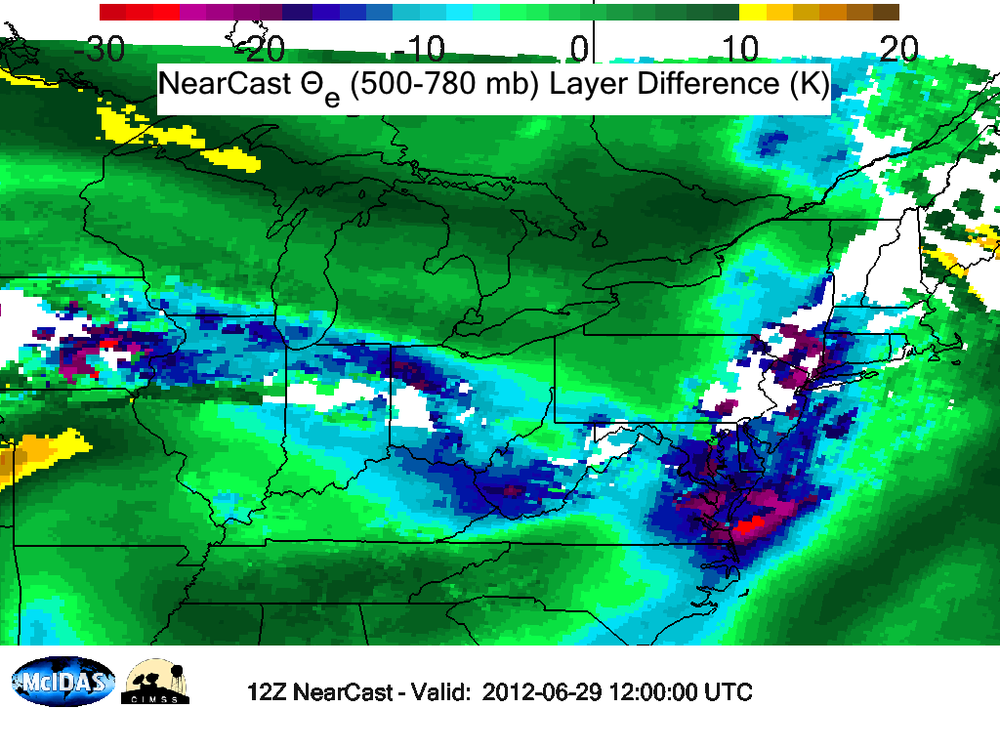 -30 -20 -10 0 10 20
NearCast Θe (500-780 mb) Layer Difference (K)
McIDAS
CIMSS
12Z NearCast - Valid: 2012-06-29 12:00:00 UTC